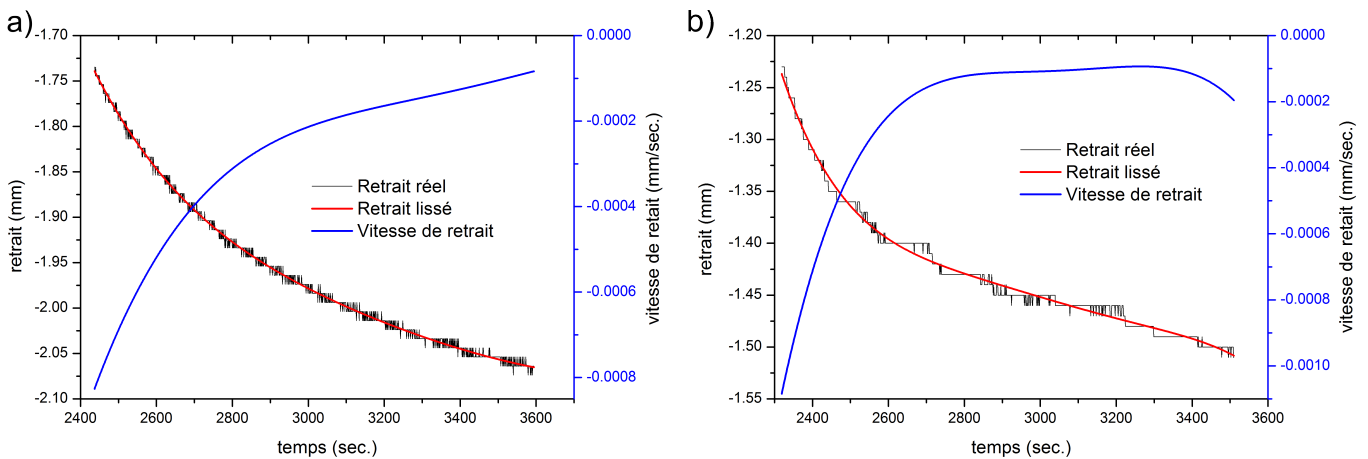 a)
-1.70
-1.75
-1.80
-1.85
-1.90
-1.95
-2.00
-2.05
-2.10
retrait (mm)
2400 2600 2800 3000 3200 3400 3600
temps (sec.)
0.0000
-0.0002
-0.0004
-0.0006
-0.0008
vitesse de retait (mm/sec.)
Retrait réel
Retrait lissé
Vitesse de retrait
b)
-1.20
-1.25
-1.30
-1.35
-1.40
-1.45
-1.50
-1.55
retrait (mm)
2400 2600 2800 3000 3200 3400 3600
temps (sec.)
0.0000
-0.0002
-0.0004
-0.0006
-0.0008
-0.0010
vitesse de retait (mm/sec.)
Retrait réel
Retrait lissé
Vitesse de retrait